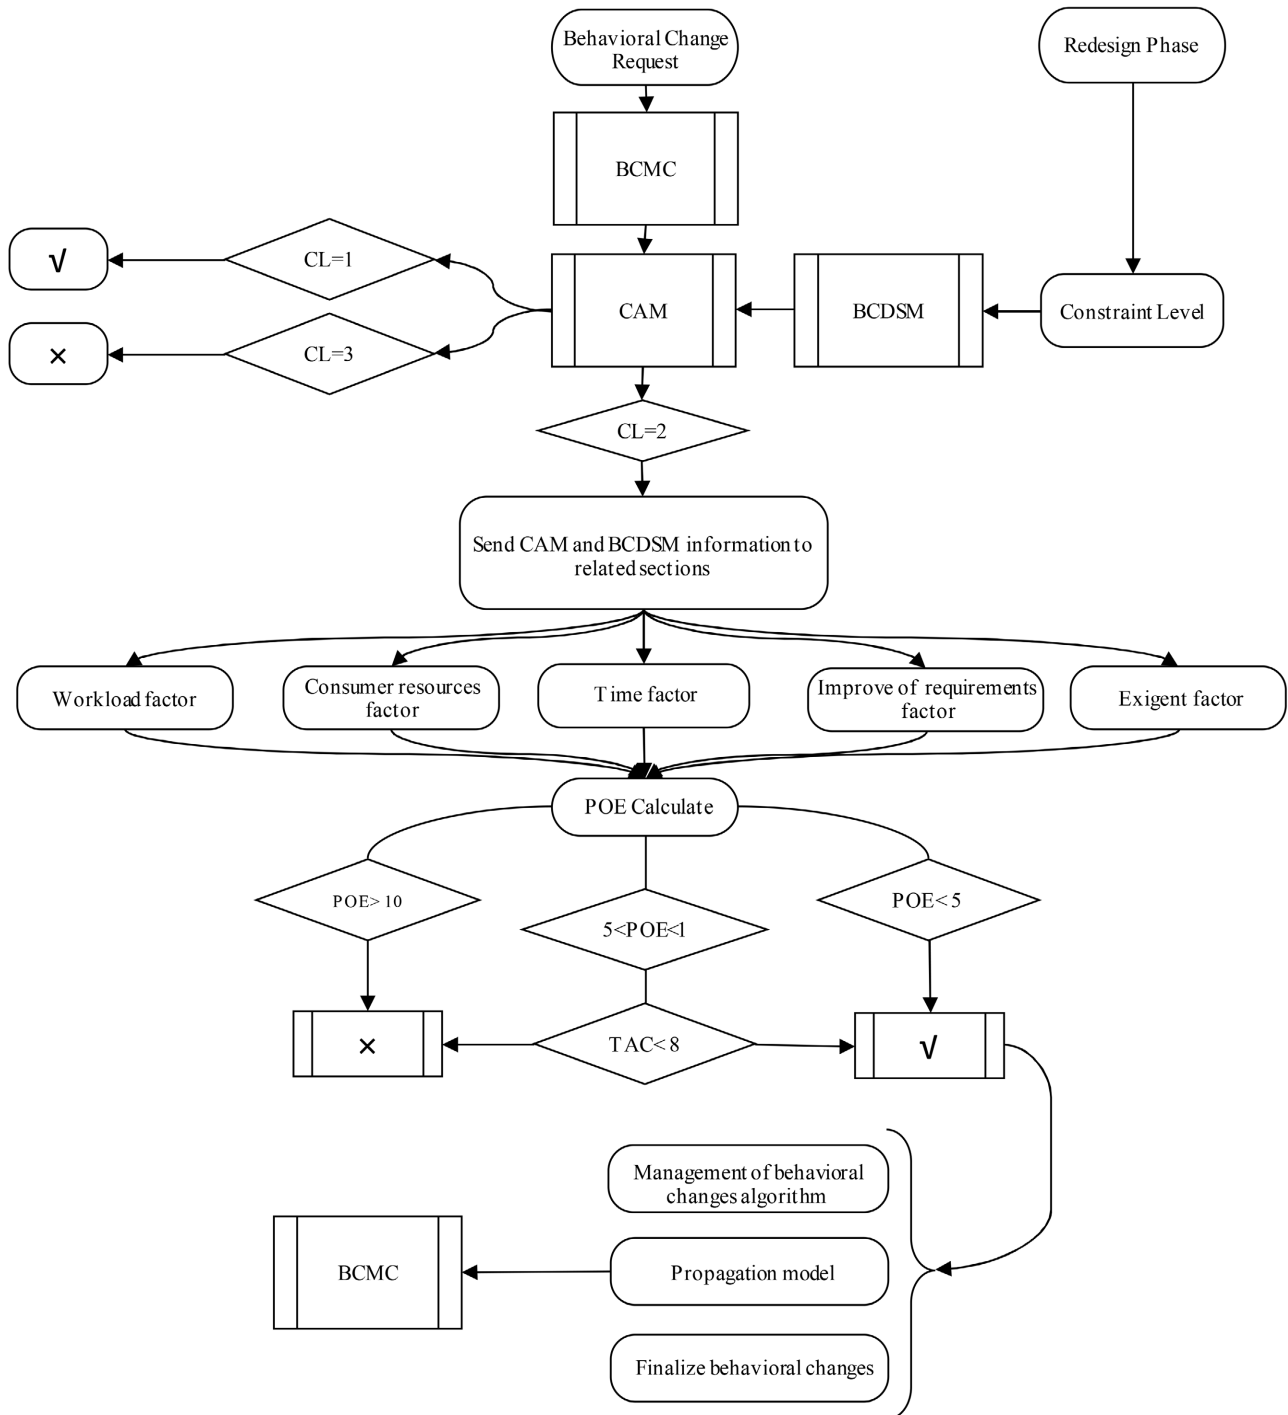 Behavioral Change
Request
Redesign Phase
BCMC
√
CL=1
CAM
BCDSM
Constraint Level
×
CL=3
CL=2
Send CAM and BCDSM information to
related sections
Workload factor
Consumer resources
factor
Time factor
Improve of requirements
factor
Exigent factor
POE Calculate
POE>10
5<POE<1
POE<5
×
TAC<8
√
Management of behavioral
changes algorithm
BCMC
Propagation model
Finalize behavioral changes